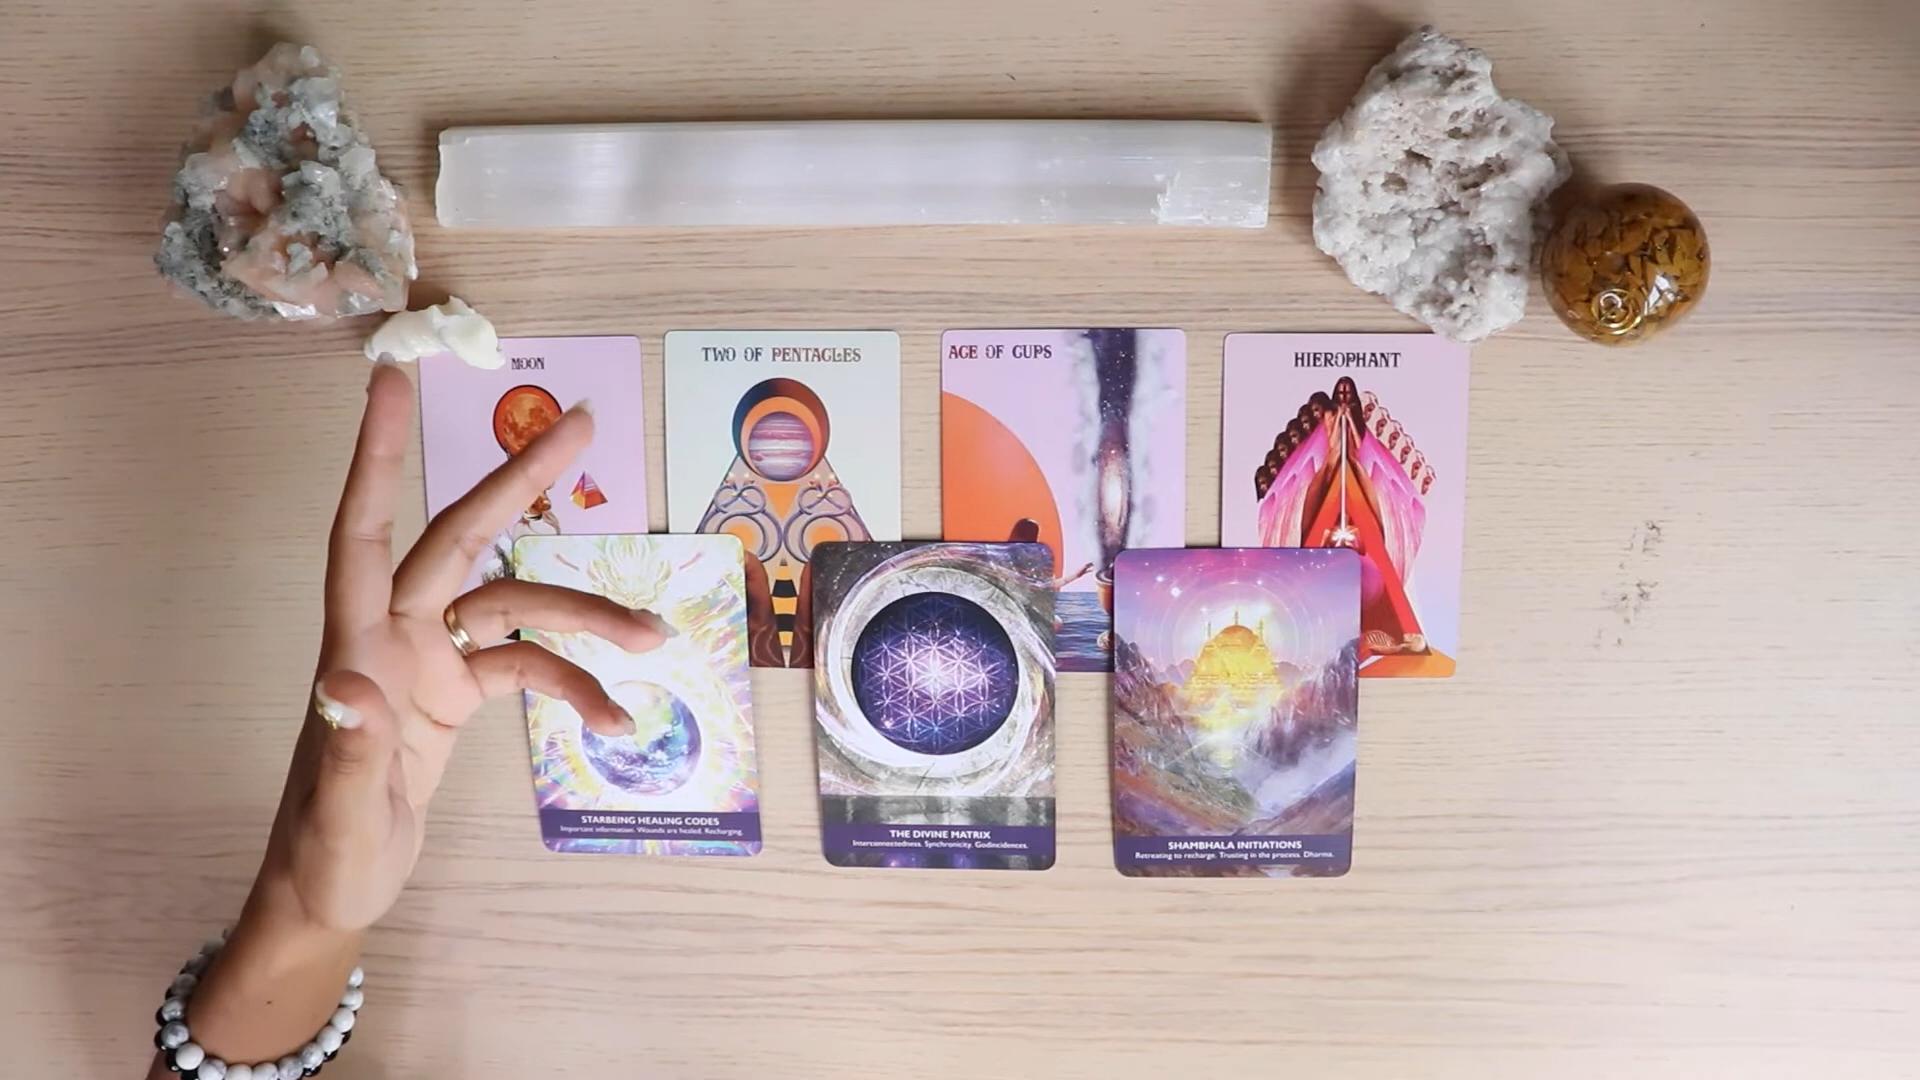 MOON
TWO OF PENTACLES
ACE OF CUPS
HIEROPHANT
STARBEING HEALING CODES
Important information. Wounds are healed. Recharging.
THE DIVINE MATRIX
Interconnectedness. Synchronicity. Godincidences.
SHAMBHALA INITIATIONS
Retreating to recharge. Trusting in the process. Dharma.